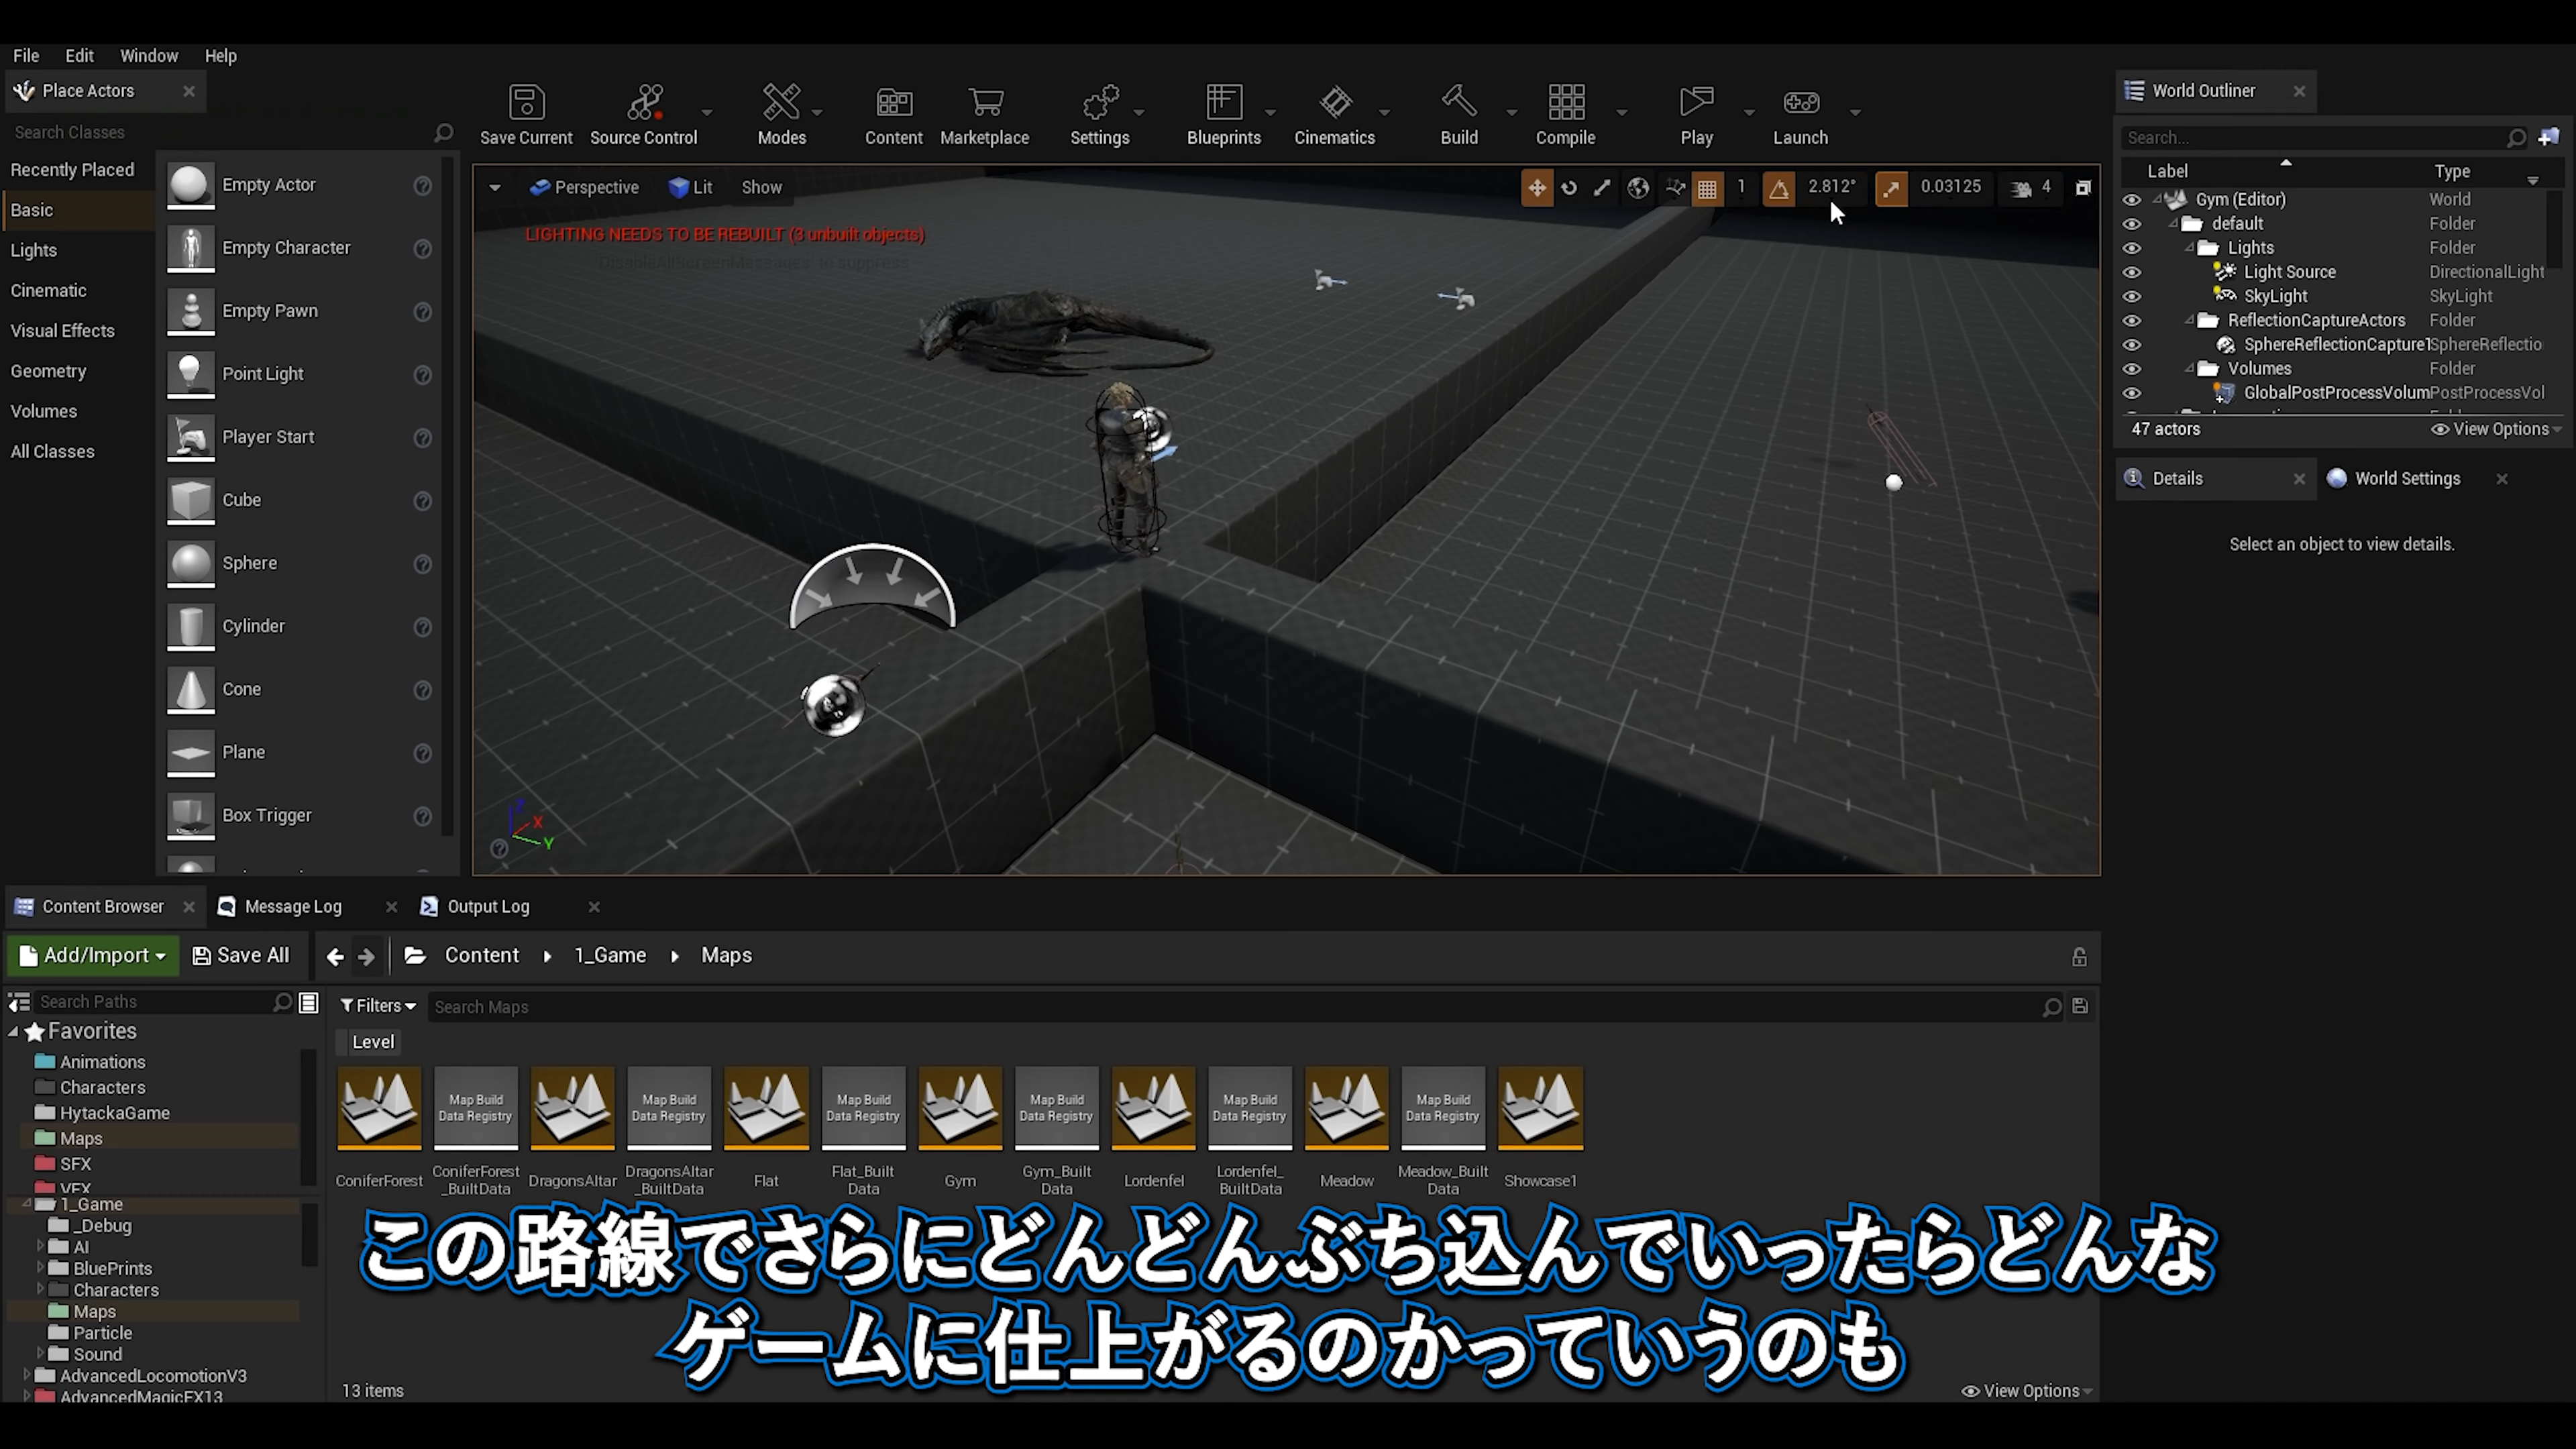 File Edit Window Help
Place Actors
Search Classes
Recently Placed
Basic
Lights
Cinematic
Visual Effects
Geometry
Volumes
All Classes
Empty Actor
Empty Character
Empty Pawn
Point Light
Player Start
Cube
Sphere
Cylinder
Cone
Plane
Box Trigger
Save Current Source Control Modes Content Marketplace Settings Blueprints Cinematics Build Compile Play Launch
Perspective Lit Show
1 2.812° 0.03125 4
LIGHTING NEEDS TO BE REBUILT (3 unbuilt objects)
'DisableAllScreenMessages' to suppress
X
Y
World Outliner
Search...
Label Type
Gym (Editor) World
default Folder
Lights Folder
Light Source DirectionalLight
SkyLight SkyLight
ReflectionCaptureActors Folder
SphereReflectionCapture1 SphereReflectio
Volumes Folder
GlobalPostProcessVolum PostProcessVol
47 actors View Options
Details World Settings
Select an object to view details.
Content Browser Message Log Output Log
Add/Import Save All Content 1_Game Maps
Search Paths
Favorites
Animations
Characters
HytackaGame
Maps
SFX
VFX
1_Game
_Debug
AI
BluePrints
Characters
Maps
Particle
Sound
AdvancedLocomotionV3
AdvancedMagicFX13
Filters Search Maps
Level
Map Build Data Registry
Map Build Data Registry
Map Build Data Registry
Map Build Data Registry
Map Build Data Registry
Map Build Data Registry
ConiferForest
ConiferForest_BuiltData
DragonsAltar
DragonsAltar_BuiltData
Flat
Flat_BuiltData
Gym
Gym_BuiltData
Lordenfel
Lordenfel_BuiltData
Meadow
Meadow_BuiltData
Showcase1
この路線でさらにどんどんぶち込んでいったらどんな
ゲームに仕上がるのかっていうのも
13 items View Options